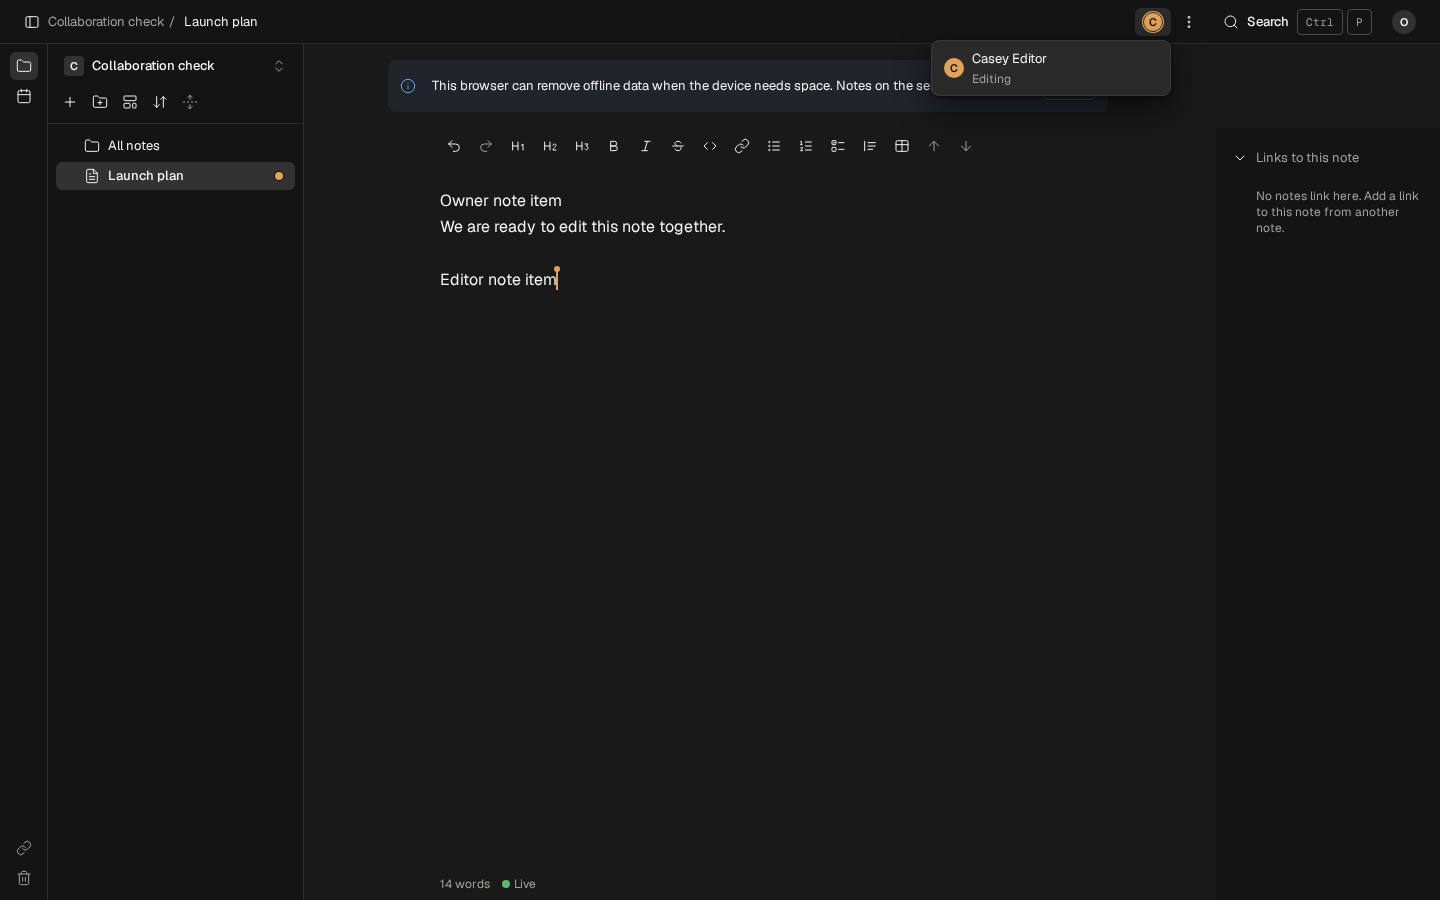 Collaboration check / Launch plan
C
Search Ctrl P
O
C Collaboration check
C Casey Editor
Editing
This browser can remove offline data when the device needs space. Notes on the se
H1 H2 H3 B I S
All notes
Launch plan
Owner note item
We are ready to edit this note together.
Editor note item
Links to this note
No notes link here. Add a link
to this note from another
note.
14 words Live